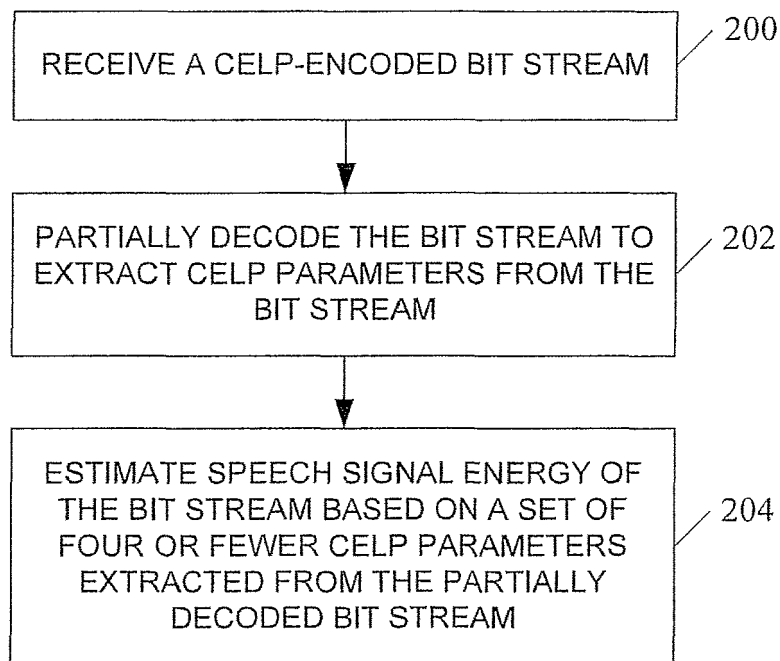 RECEIVE A CELP-ENCODED BIT STREAM
200
PARTIALLY DECODE THE BIT STREAM TO
EXTRACT CELP PARAMETERS FROM THE
BIT STREAM
202
ESTIMATE SPEECH SIGNAL ENERGY OF
THE BIT STREAM BASED ON A SET OF
FOUR OR FEWER CELP PARAMETERS
EXTRACTED FROM THE PARTIALLY
DECODED BIT STREAM
204